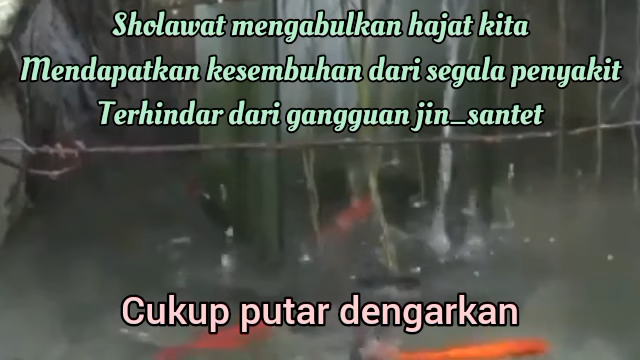 Sholawat mengabulkan hajat kita
Mendapatkan kesembuhan dari segala penyakit
Terhindar dari gangguan jin_santet
Cukup putar dengarkan